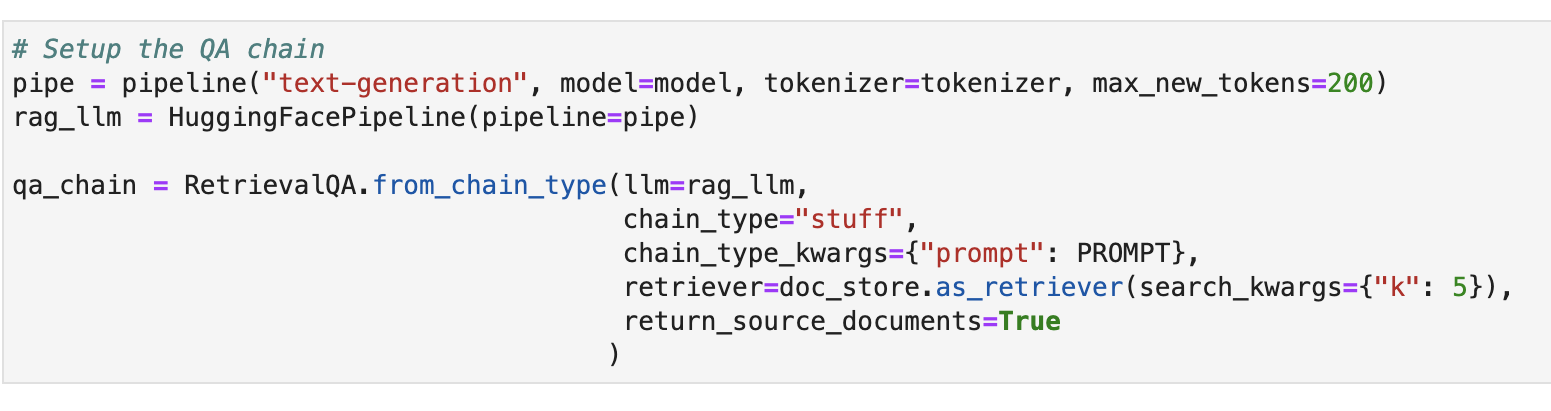 # Setup the QA chain
pipe = pipeline("text-generation", model=model, tokenizer=tokenizer, max_new_tokens=200)
rag_llm = HuggingFacePipeline(pipeline=pipe)

qa_chain = RetrievalQA.from_chain_type(llm=rag_llm,
                                       chain_type="stuff",
                                       chain_type_kwargs={"prompt": PROMPT},
                                       retriever=doc_store.as_retriever(search_kwargs={"k": 5}),
                                       return_source_documents=True
                                      )